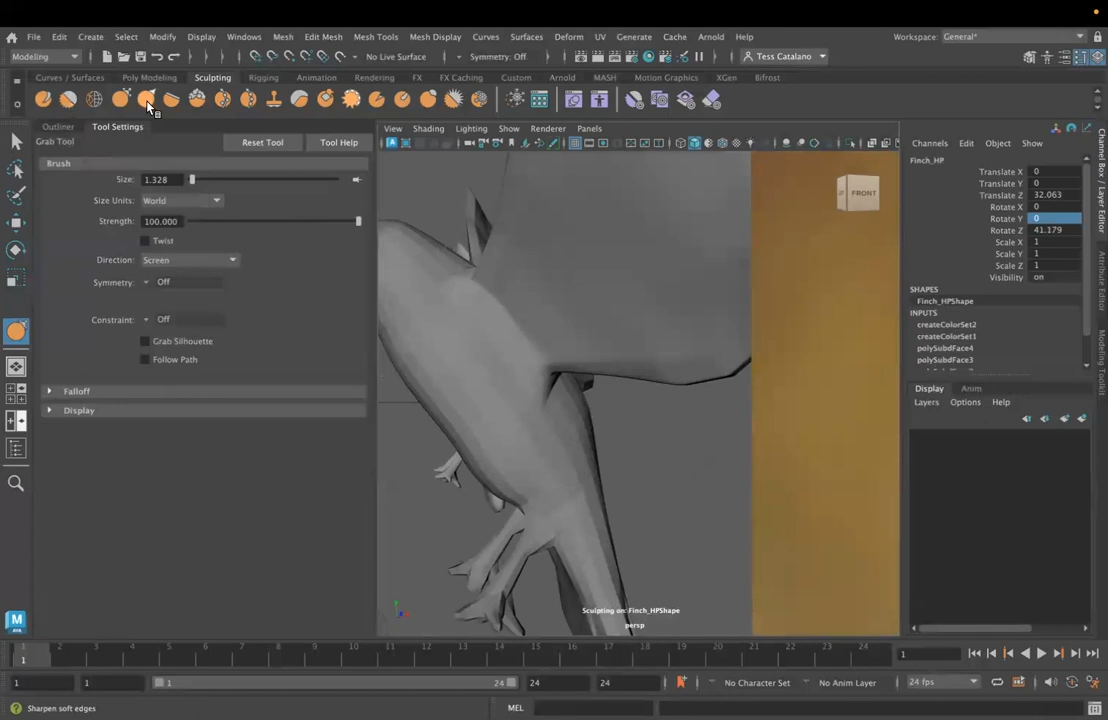 File Edit Create Select Modify Display Windows Mesh Edit Mesh Mesh Tools Mesh Display Curves Surfaces Deform UV Generate Cache Arnold Help
Workspace: General*
Modeling
No Live Surface
Symmetry: Off
Tess Catalano
Curves / Surfaces Poly Modeling Sculpting Rigging Animation Rendering FX FX Caching Custom Arnold MASH Motion Graphics XGen Bifrost
Outliner Tool Settings
Grab Tool
Reset Tool
Tool Help
Brush
Size: 1.328
Size Units: World
Strength: 100.000
Twist
Direction: Screen
Symmetry: Off
Constraint: Off
Grab Silhouette
Follow Path
Falloff
Display
View Shading Lighting Show Renderer Panels
FRONT
Sculpting on: Finch_HPShape
persp
Channels Edit Object Show
Finch_HP
Translate X 0
Translate Y 0
Translate Z 32.063
Rotate X 0
Rotate Y 0
Rotate Z 41.179
Scale X 1
Scale Y 1
Scale Z 1
Visibility on
SHAPES
Finch_HPShape
INPUTS
createColorSet2
createColorSet1
polySubdFace4
polySubdFace3
Display Anim
Layers Options Help
Channel Box / Layer Editor
Attribute Editor
Modeling Toolkit
1 2 3 4 5 6 7 8 9 10 11 12 13 14 15 16 17 18 19 20 21 22 23 24
1
1
1
1
1
24
24
24
No Character Set
No Anim Layer
24 fps
Sharpen soft edges
MEL